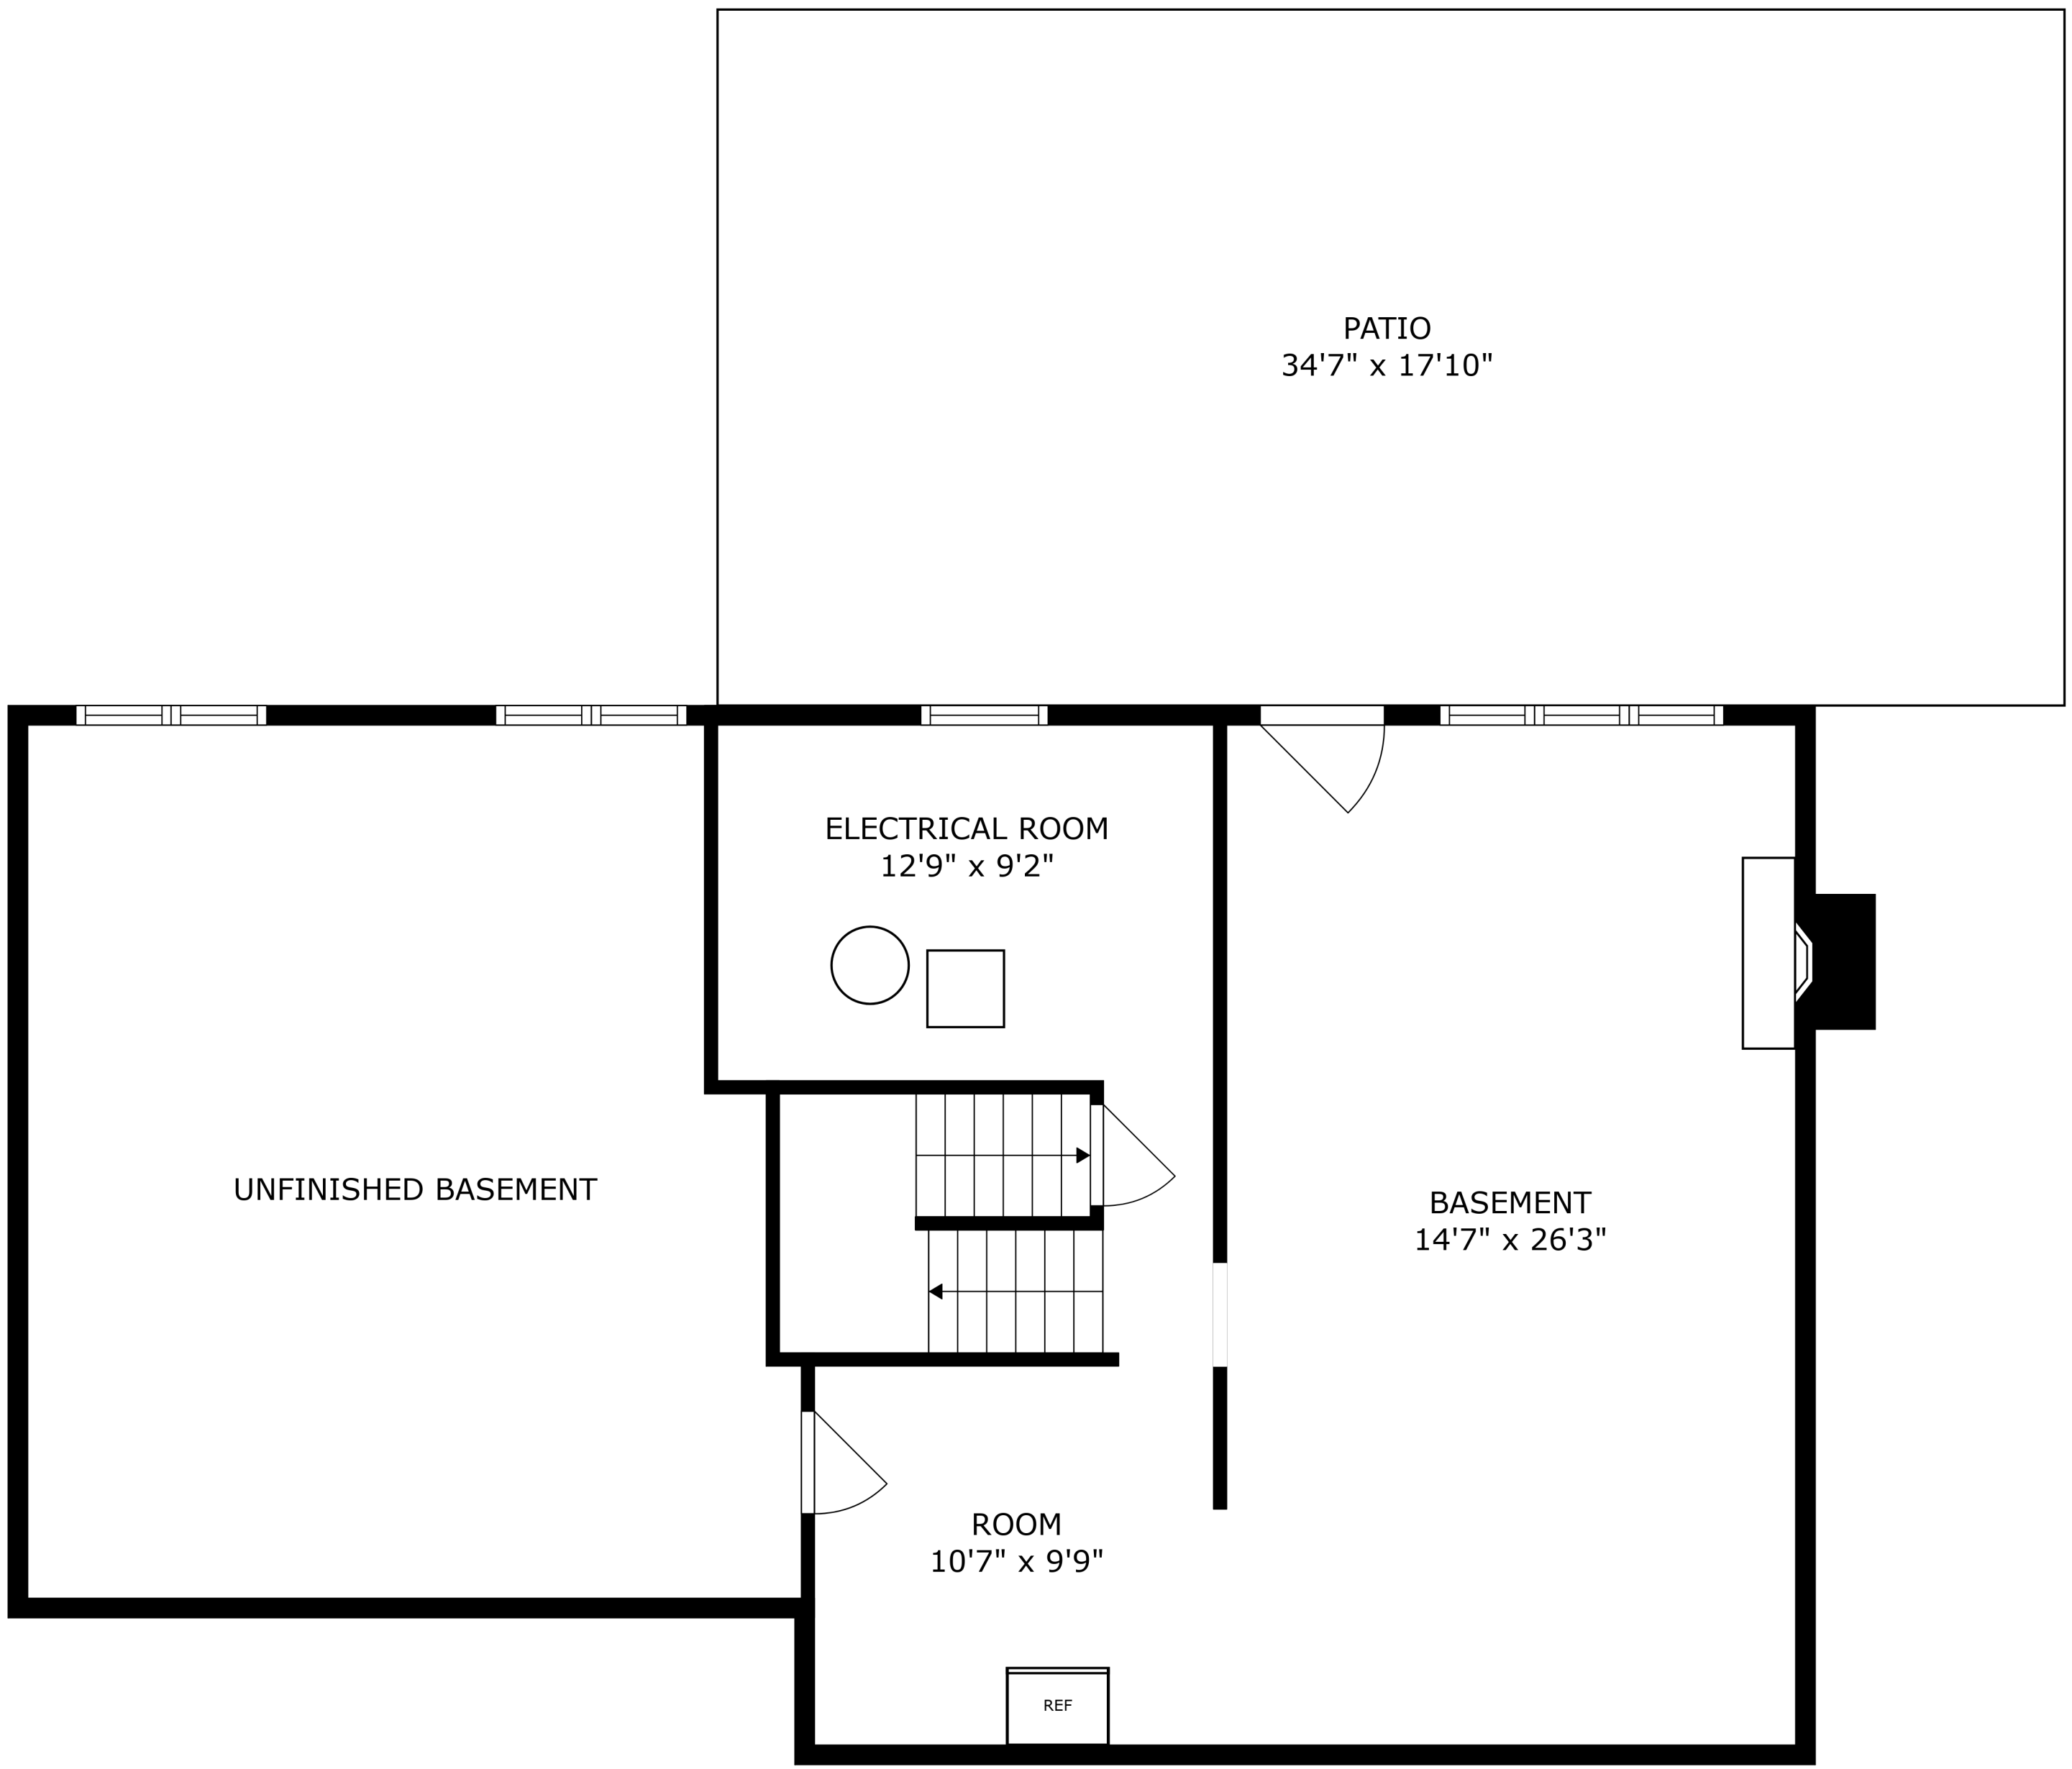 PATIO
34'7" x 17'10"
ELECTRICAL ROOM
12'9" x 9'2"
UNFINISHED BASEMENT
BASEMENT
14'7" x 26'3"
ROOM
10'7" x 9'9"
REF